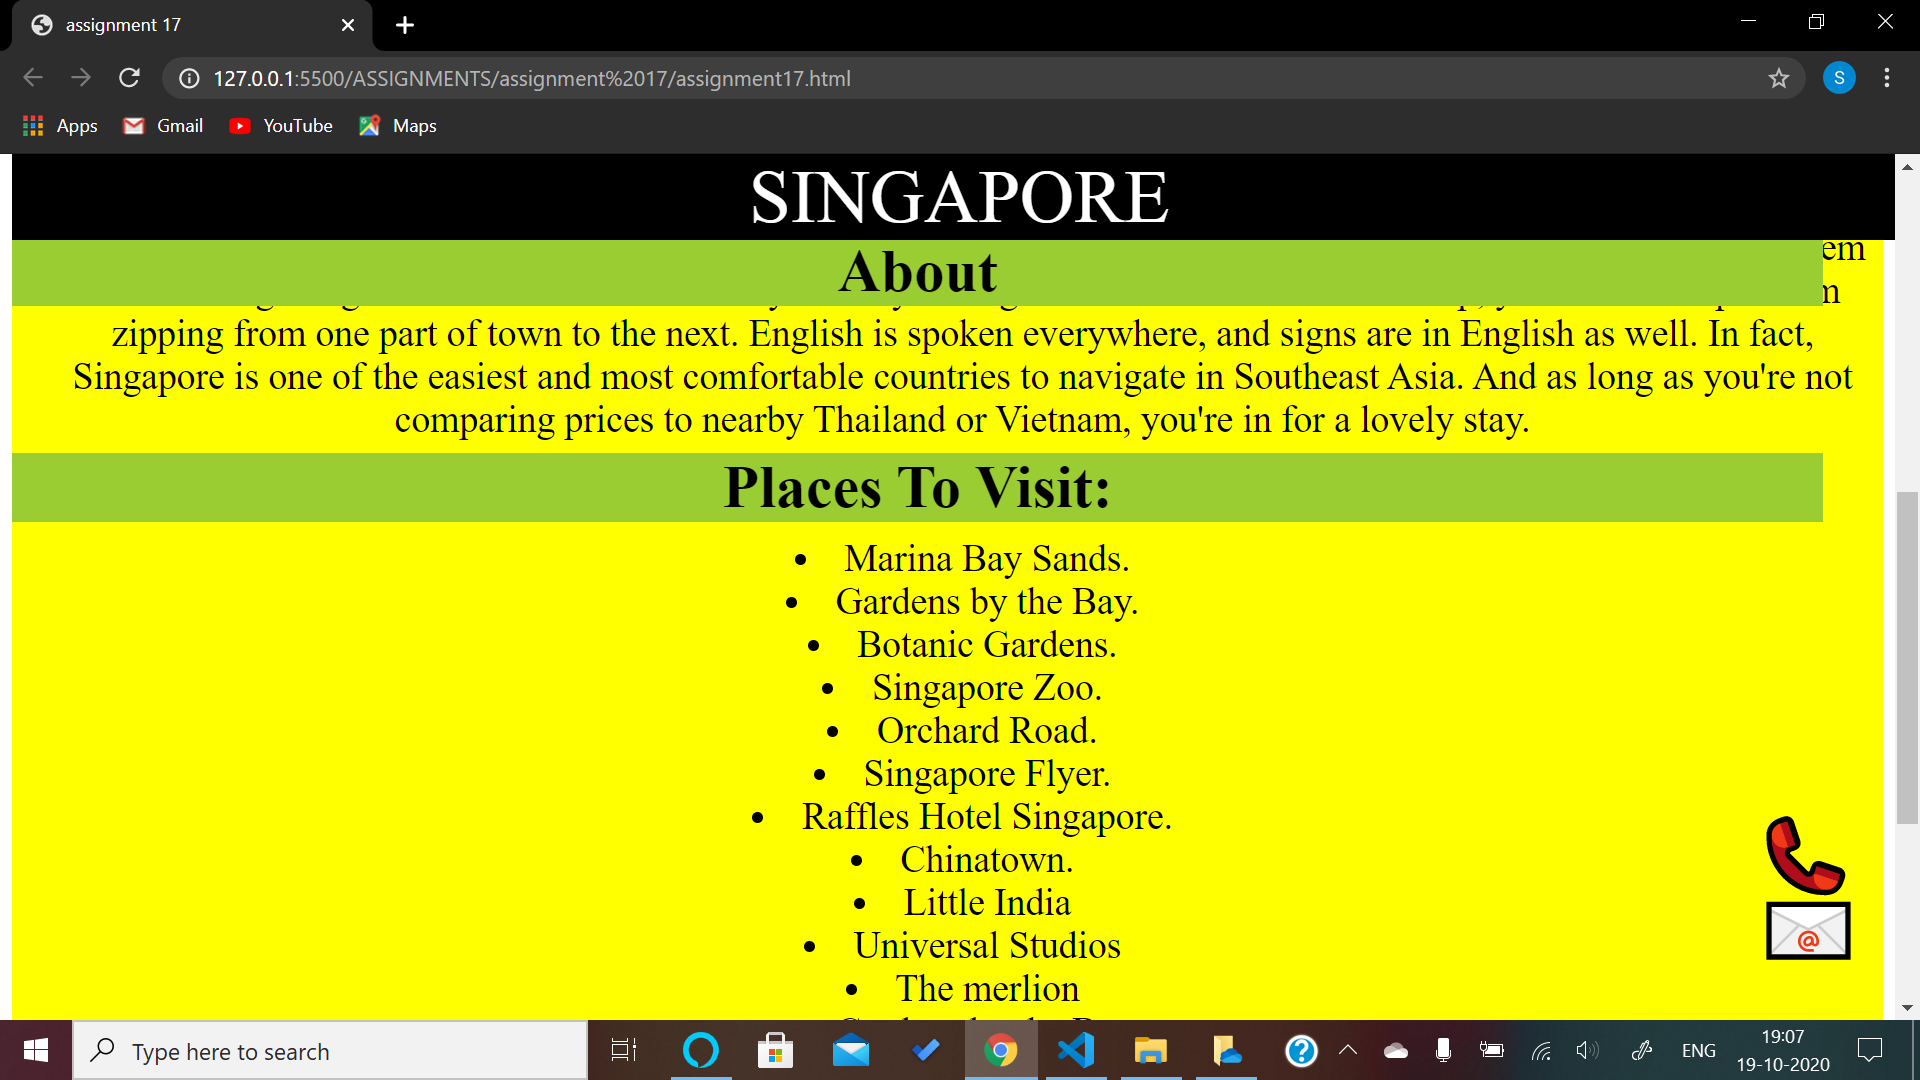 assignment 17
127.0.0.1:5500/ASSIGNMENTS/assignment%2017/assignment17.html
S
Apps Gmail YouTube Maps
SINGAPORE
em
About
zipping from one part of town to the next. English is spoken everywhere, and signs are in English as well. In fact,
Singapore is one of the easiest and most comfortable countries to navigate in Southeast Asia. And as long as you're not
comparing prices to nearby Thailand or Vietnam, you're in for a lovely stay.
Places To Visit:
• Marina Bay Sands.
• Gardens by the Bay.
• Botanic Gardens.
• Singapore Zoo.
• Orchard Road.
• Singapore Flyer.
• Raffles Hotel Singapore.
• Chinatown.
• Little India
• Universal Studios
• The merlion
@
Type here to search
ENG
19:07
19-10-2020